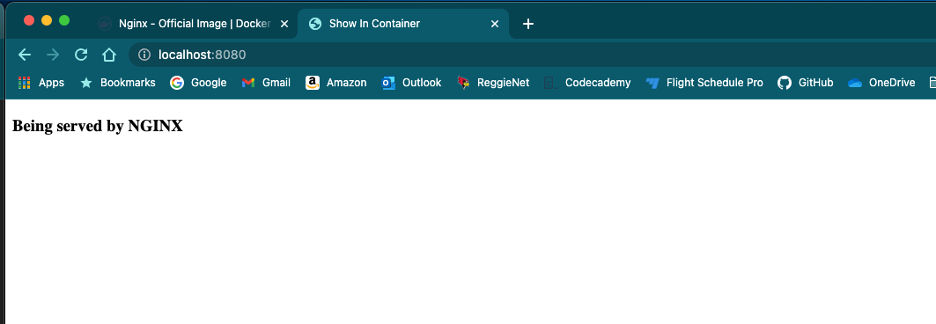 Nginx - Official Image | Docker
Show In Container
localhost:8080
Apps Bookmarks Google Gmail Amazon Outlook ReggieNet Codecademy Flight Schedule Pro GitHub OneDrive
Being served by NGINX